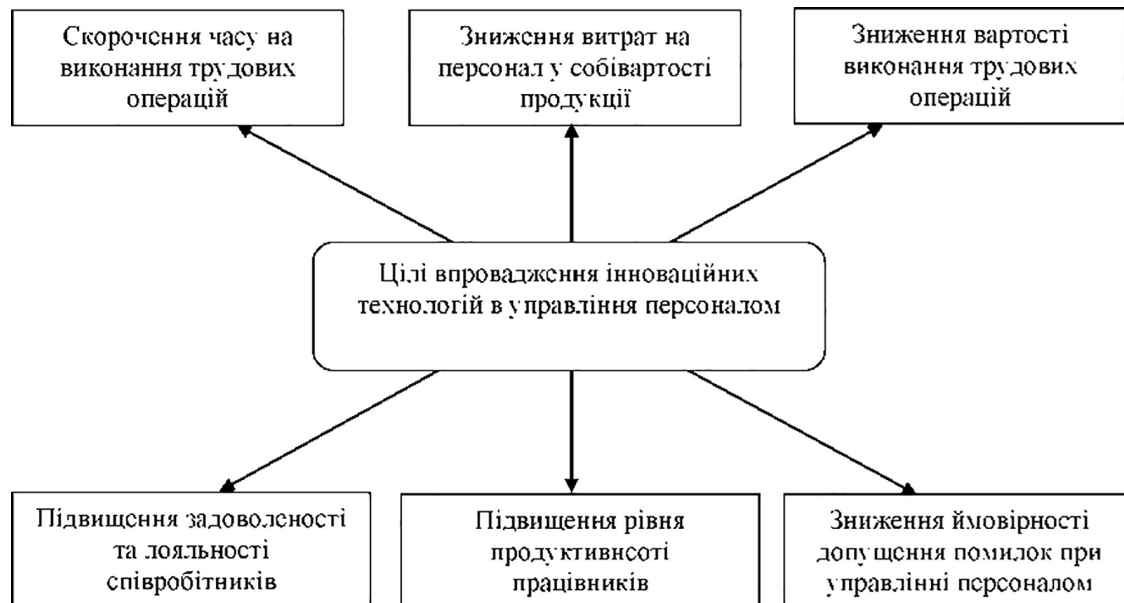 Скорочення часу на
виконання трудових
операцій
Зниження витрат на
персонал у собівартості
продукції
Зниження вартості
виконання трудових
операцій
Цілі впровадження інноваційних
технологій в управління персоналом
Підвищення задоволеності
та лояльності
співробітників
Підвищення рівня
продуктивнсоті
працівників
Зниження ймовірності
допущення помилок при
управлінні персоналом